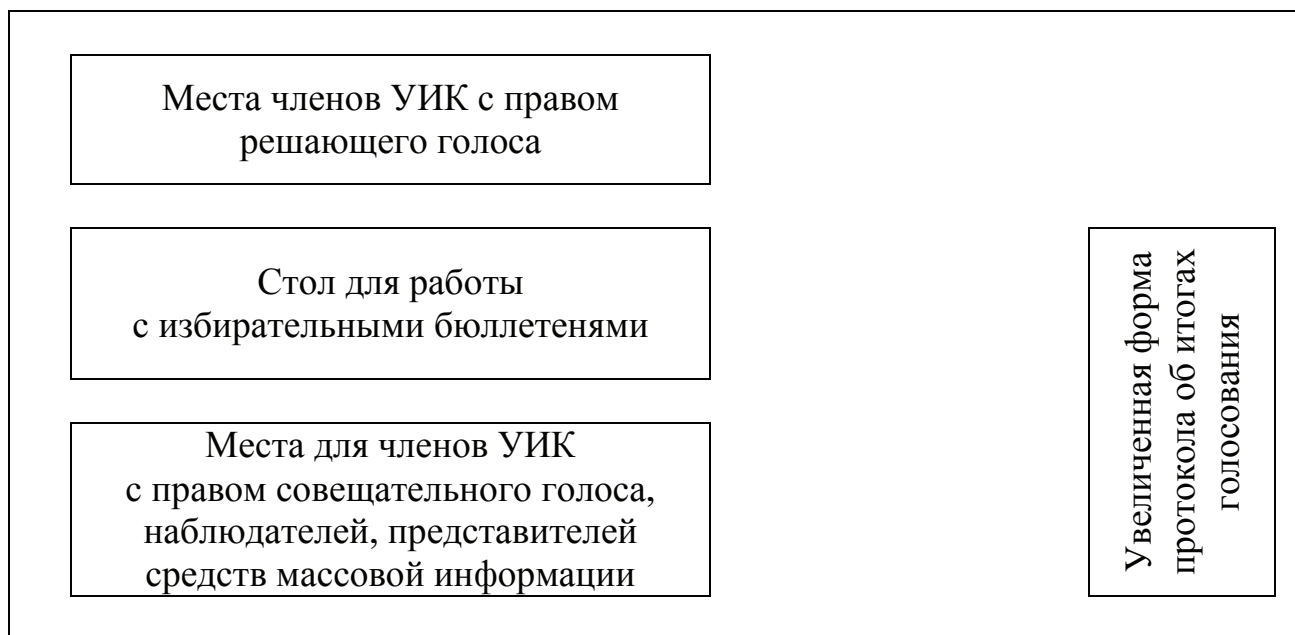 Места членов УИК с правом
решающего голоса
Стол для работы
с избирательными бюллетенями
Места для членов УИК
с правом совещательного голоса,
наблюдателей, представителей
средств массовой информации
Увеличенная форма
протокола об итогах
голосования